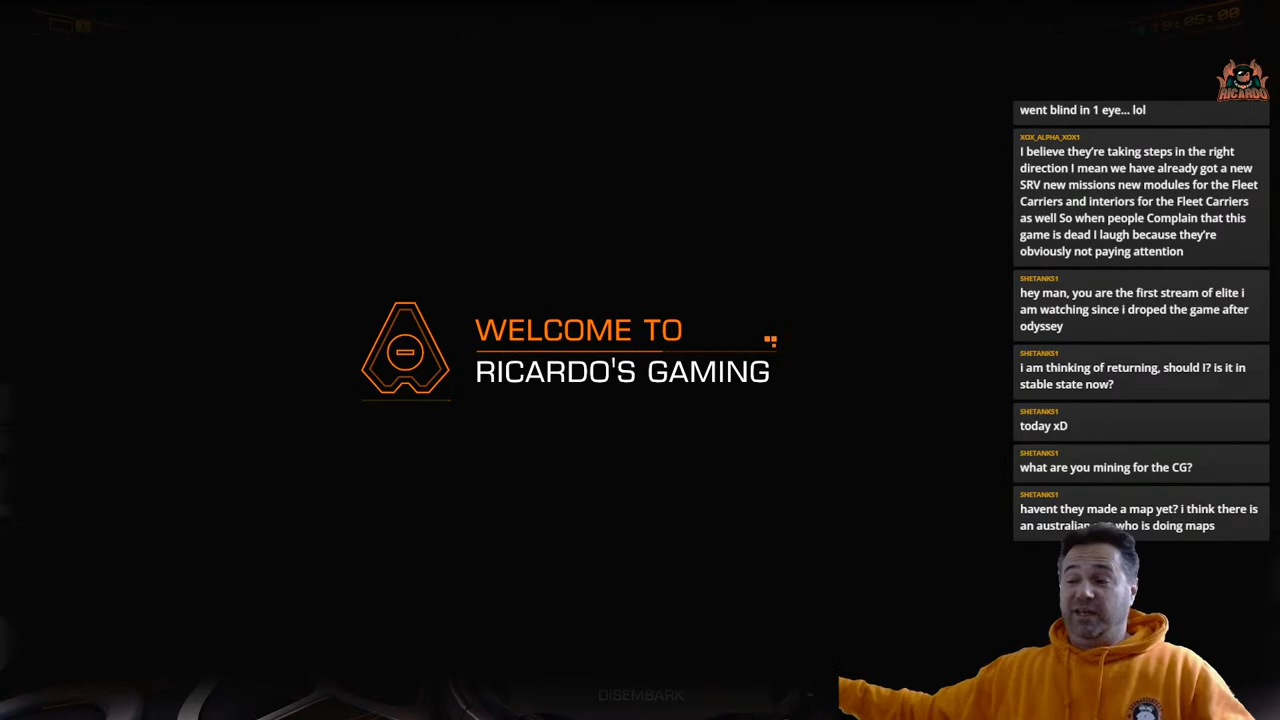 18:05:00
RICARDO
went blind in 1 eye... lol
XOX_ALPHA_XOX1
I believe they're taking steps in the right
direction I mean we have already got a new
SRV new missions new modules for the Fleet
Carriers and interiors for the Fleet Carriers
as well So when people Complain that this
game is dead I laugh because they're
obviously not paying attention
SHETANKS1
hey man, you are the first stream of elite i
am watching since i droped the game after
odyssey
SHETANKS1
i am thinking of returning, should I? is it in
stable state now?
SHETANKS1
today xD
SHETANKS1
what are you mining for the CG?
SHETANKS1
havent they made a map yet? i think there is
an australian who is doing maps
WELCOME TO
RICARDO'S GAMING
DISEMBARK